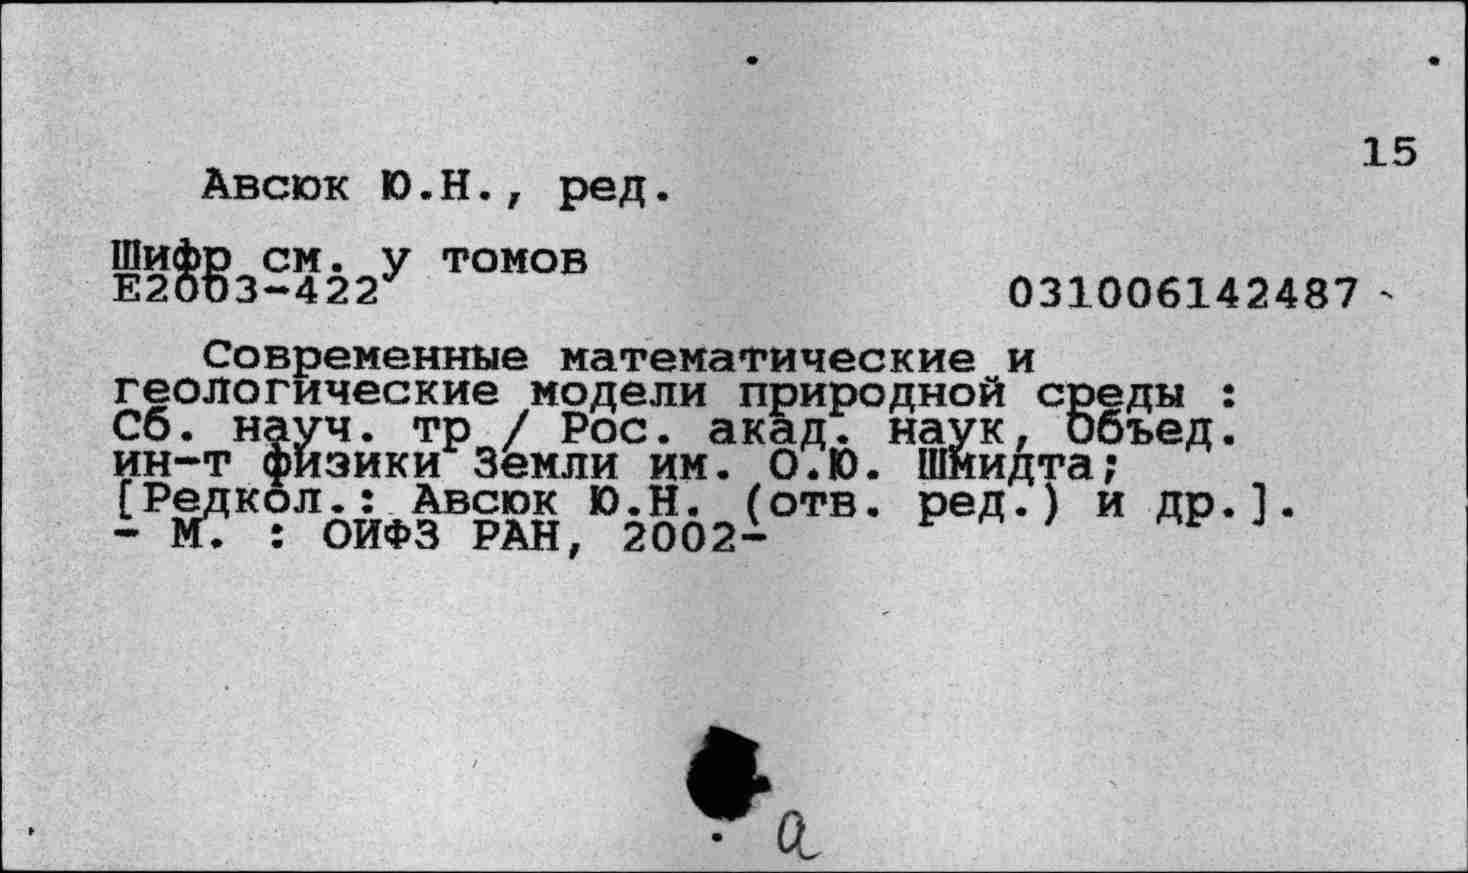 15
Авсюк Ю.Н., ред.
Шифр см. у томов
Е2003-422
031006142487
Современные математические и
геологические модели природной среды :
Сб. науч. тр / Рос. акад. наук, Объед.
ин-т физики Земли им. О.Ю. Шмидта;
[Редкол.: Авсюк Ю.Н. (отв. ред.) и др.].
- М. : ОИФЗ РАН, 2002-
а